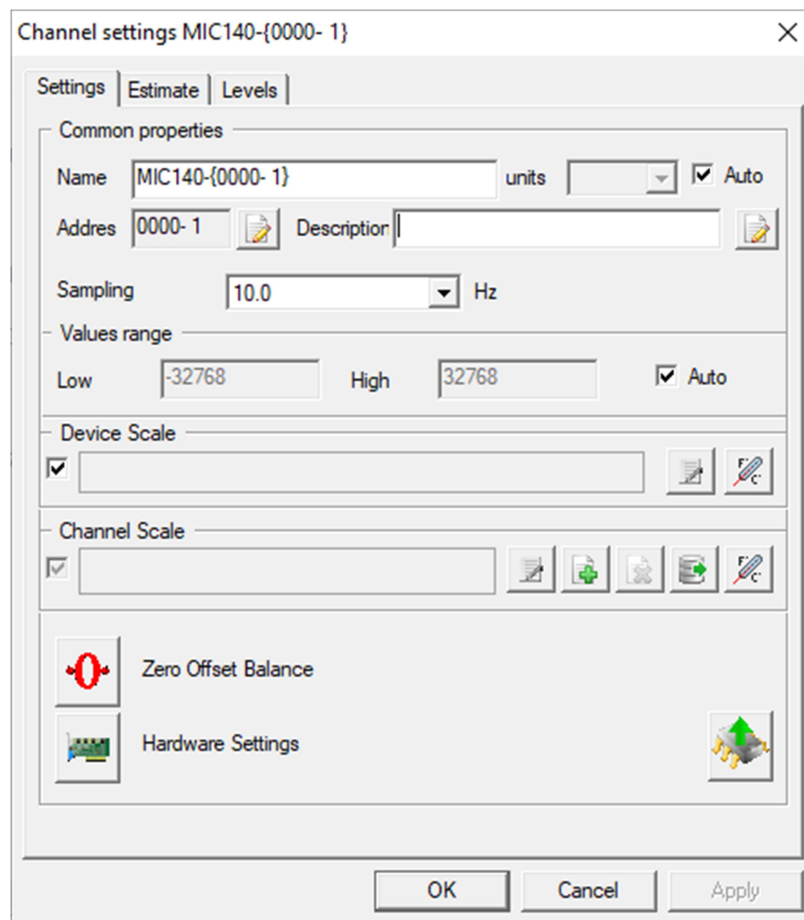 Channel settings MIC140-{0000- 1}
Settings Estimate Levels
Common properties
Name MIC140-{0000- 1} units Auto
Addres 0000- 1 Description
Sampling 10.0 Hz
Values range
Low -32768 High 32768 Auto
Device Scale
F° C°
Channel Scale
F° C°
Zero Offset Balance
Hardware Settings
OK Cancel Apply